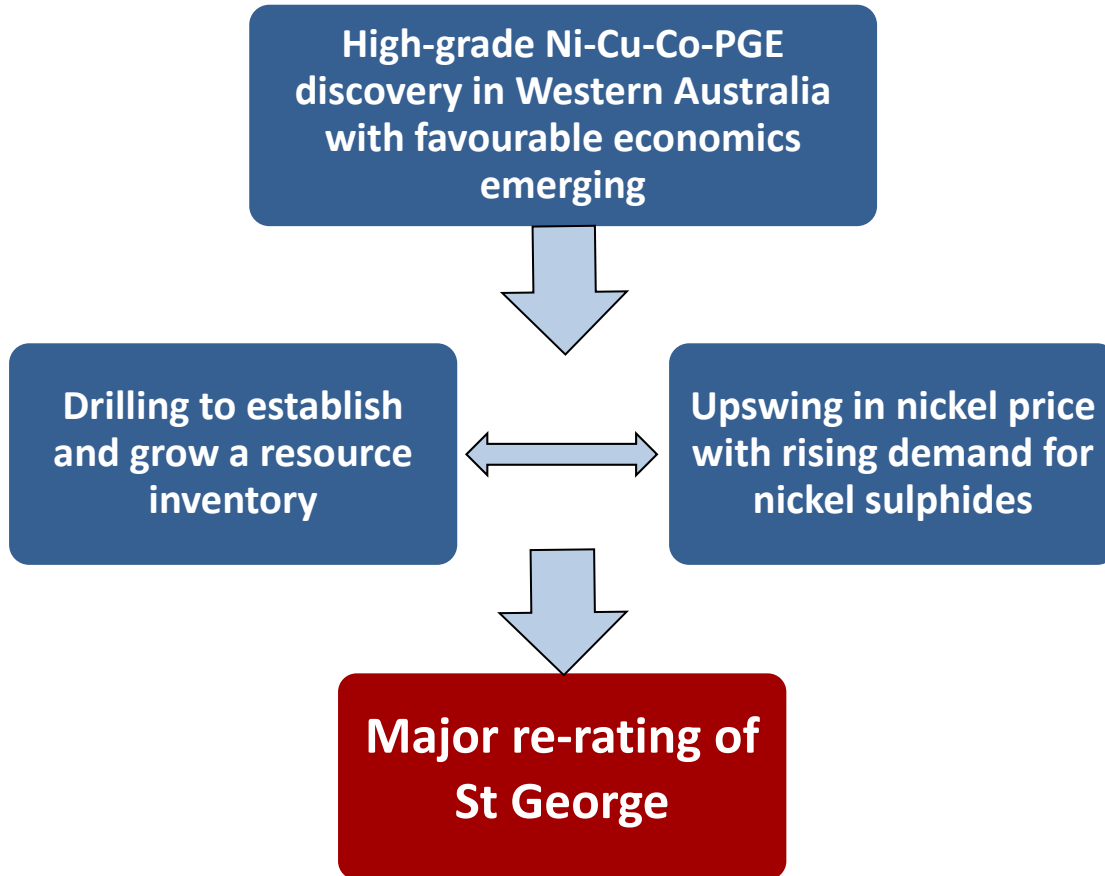 High-grade Ni-Cu-Co-PGE
discovery in Western Australia
with favourable economics
emerging
Drilling to establish
and grow a resource
inventory
Upswing in nickel price
with rising demand for
nickel sulphides
Major re-rating of
St George